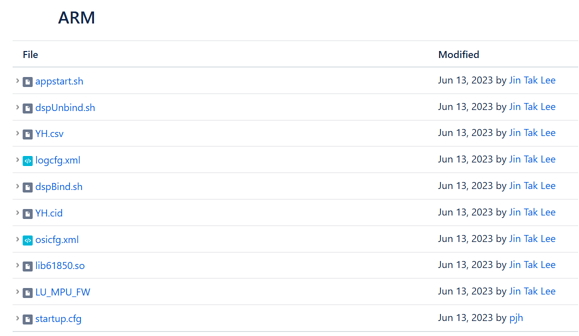 ARM
File Modified
appstart.sh Jun 13, 2023 by Jin Tak Lee
dspUnbind.sh Jun 13, 2023 by Jin Tak Lee
YH.csv Jun 13, 2023 by Jin Tak Lee
logcfg.xml Jun 13, 2023 by Jin Tak Lee
dspBind.sh Jun 13, 2023 by Jin Tak Lee
YH.cid Jun 13, 2023 by Jin Tak Lee
osicfg.xml Jun 13, 2023 by Jin Tak Lee
lib61850.so Jun 13, 2023 by Jin Tak Lee
LU_MPU_FW Jun 13, 2023 by Jin Tak Lee
startup.cfg Jun 13, 2023 by pjh